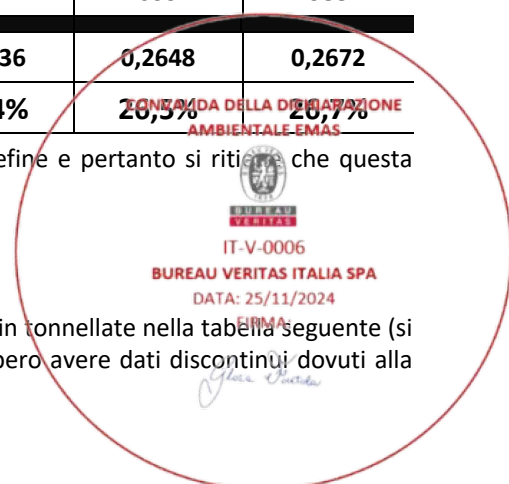 36 0,2648 0,2672
4% 26,5% 26,7%
CONVALIDA DELLA DICHIARAZIONE
AMBIENTALE EMAS
efine e pertanto si ritiene che questa
BUREAU
VERITAS
IT-V-0006
BUREAU VERITAS ITALIA SPA
DATA: 25/11/2024
FIRMA:
in tonnellate nella tabella seguente (si
pero avere dati discontinui dovuti alla